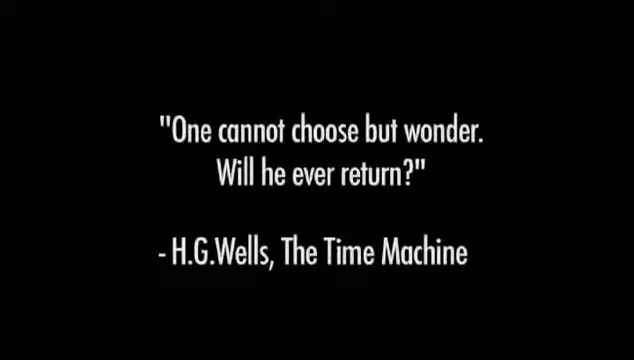 "One cannot choose but wonder.
Will he ever return?"
- H.G.Wells, The Time Machine